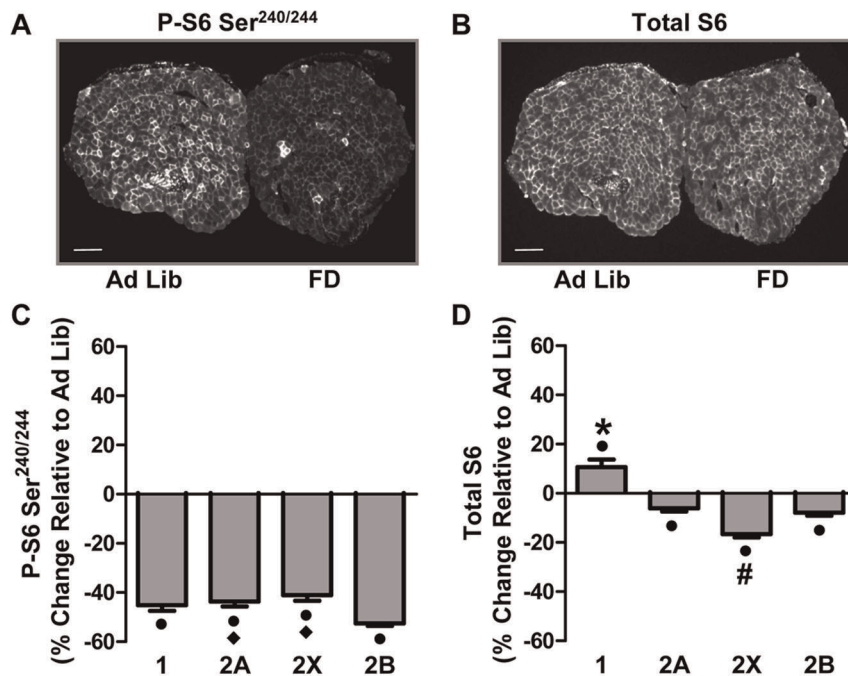 A P-S6 Ser240/244
B Total S6
Ad Lib FD
Ad Lib FD
C
P-S6 Ser240/244
(% Change Relative to Ad Lib)
60
40
20
0
-20
-40
-60
1 2A 2X 2B
D
Total S6
(% Change Relative to Ad Lib)
60
40
20
0
-20
-40
-60
*
#
1 2A 2X 2B